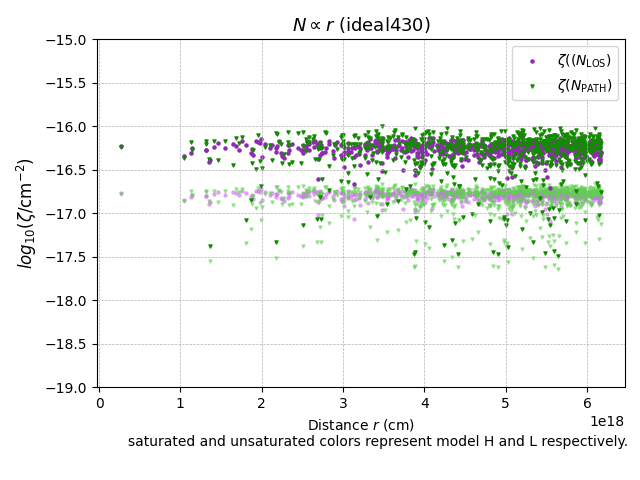 N ∝ r (ideal430)
log₁₀(ζ/cm⁻²)
−15.0
−15.5
−16.0
−16.5
−17.0
−17.5
−18.0
−18.5
−19.0
ζ((N_LOS)
ζ(N_PATH)
0 1 2 3 4 5 6
1e18
Distance r (cm)
saturated and unsaturated colors represent model H and L respectively.